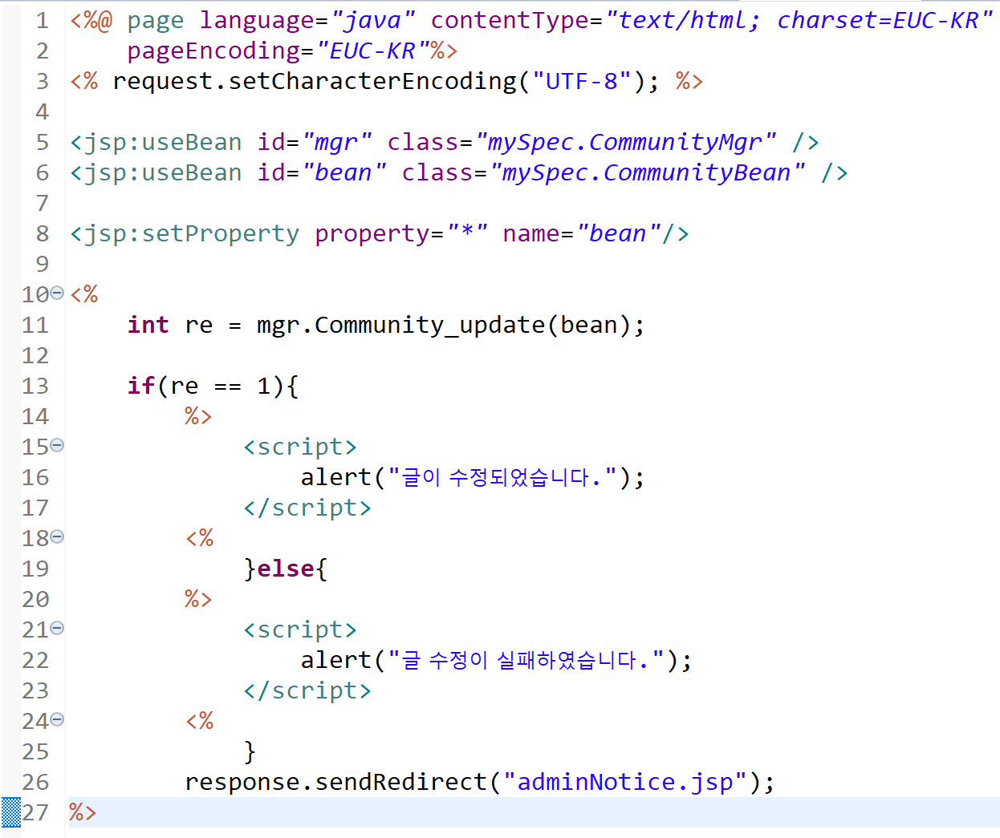 1 <%@ page language="java" contentType="text/html; charset=EUC-KR"
2     pageEncoding="EUC-KR"%>
3 <% request.setCharacterEncoding("UTF-8"); %>
4
5 <jsp:useBean id="mgr" class="mySpec.CommunityMgr" />
6 <jsp:useBean id="bean" class="mySpec.CommunityBean" />
7
8 <jsp:setProperty property="*" name="bean"/>
9
10 <%
11     int re = mgr.Community_update(bean);
12
13     if(re == 1){
14         %>
15             <script>
16                 alert("글이 수정되었습니다.");
17             </script>
18         <%
19             }else{
20         %>
21             <script>
22                 alert("글 수정이 실패하였습니다.");
23             </script>
24         <%
25             }
26         response.sendRedirect("adminNotice.jsp");
27 %>